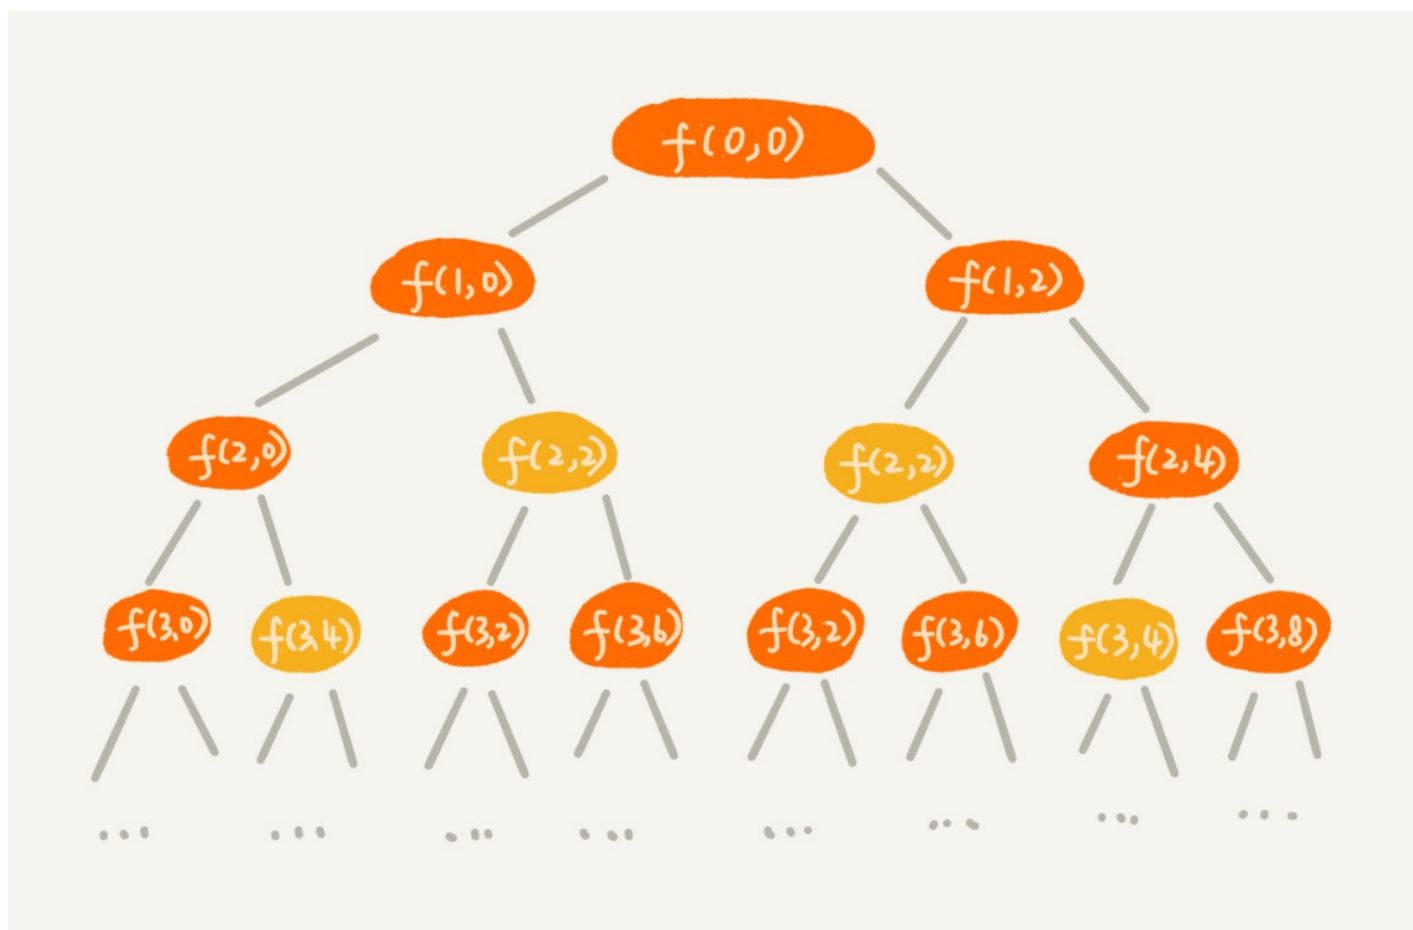 f(0,0)
f(1,0) f(1,2)
f(2,0) f(2,2) f(2,2) f(2,4)
f(3,0) f(3,4) f(3,2) f(3,6) f(3,2) f(3,6) f(3,4) f(3,8)
... ... ... ... ... ... ... ...